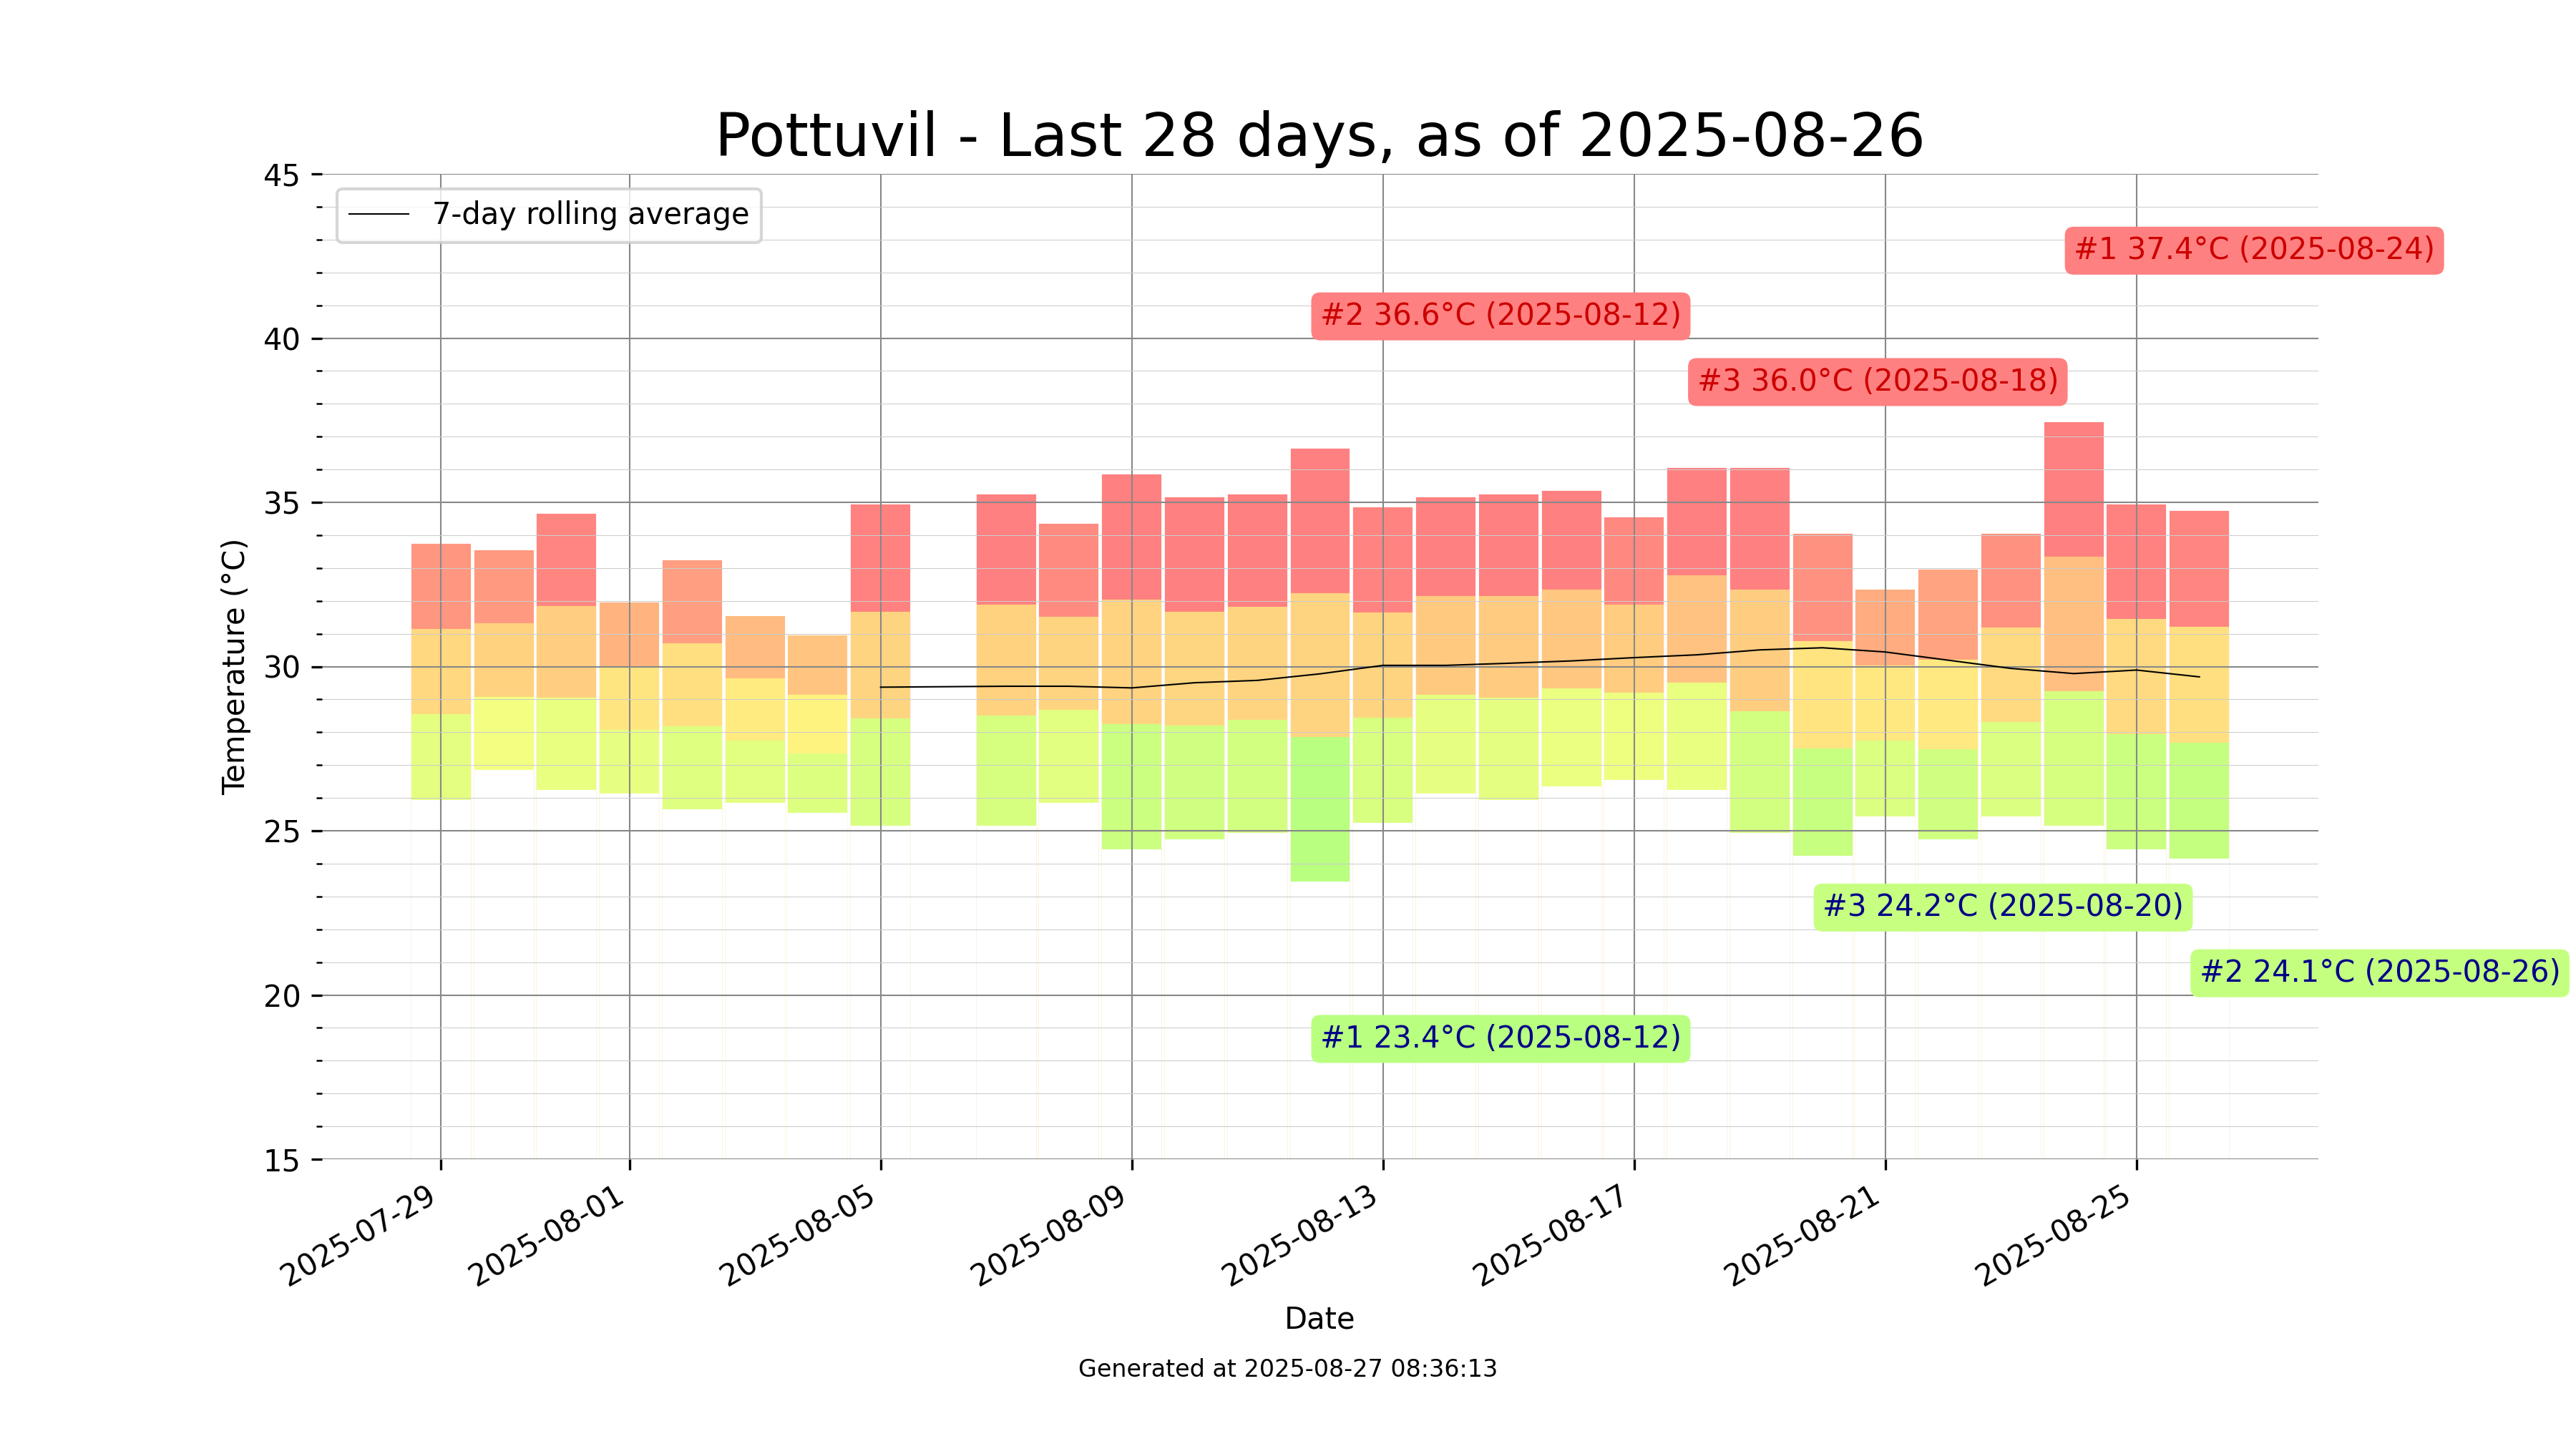 Pottuvil - Last 28 days, as of 2025-08-26
45
7-day rolling average
#1 37.4°C (2025-08-24)
#2 36.6°C (2025-08-12)
40
#3 36.0°C (2025-08-18)
35
Temperature (°C)
30
25
#3 24.2°C (2025-08-20)
#2 24.1°C (2025-08-26)
20
#1 23.4°C (2025-08-12)
15
2025-07-29
2025-08-01
2025-08-05
2025-08-09
2025-08-13
2025-08-17
2025-08-21
2025-08-25
Date
Generated at 2025-08-27 08:36:13